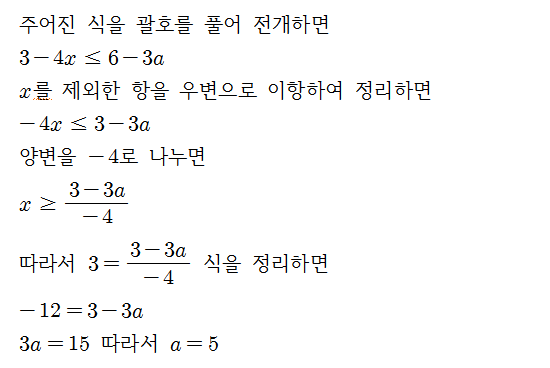 주어진 식을 괄호를 풀어 전개하면
3-4x ≤ 6-3a
x를 제외한 항을 우변으로 이항하여 정리하면
-4x ≤ 3-3a
양변을 -4로 나누면
x ≥ \frac{3-3a}{-4}
따라서 3 = \frac{3-3a}{-4} 식을 정리하면
-12 = 3-3a
3a = 15 따라서 a = 5